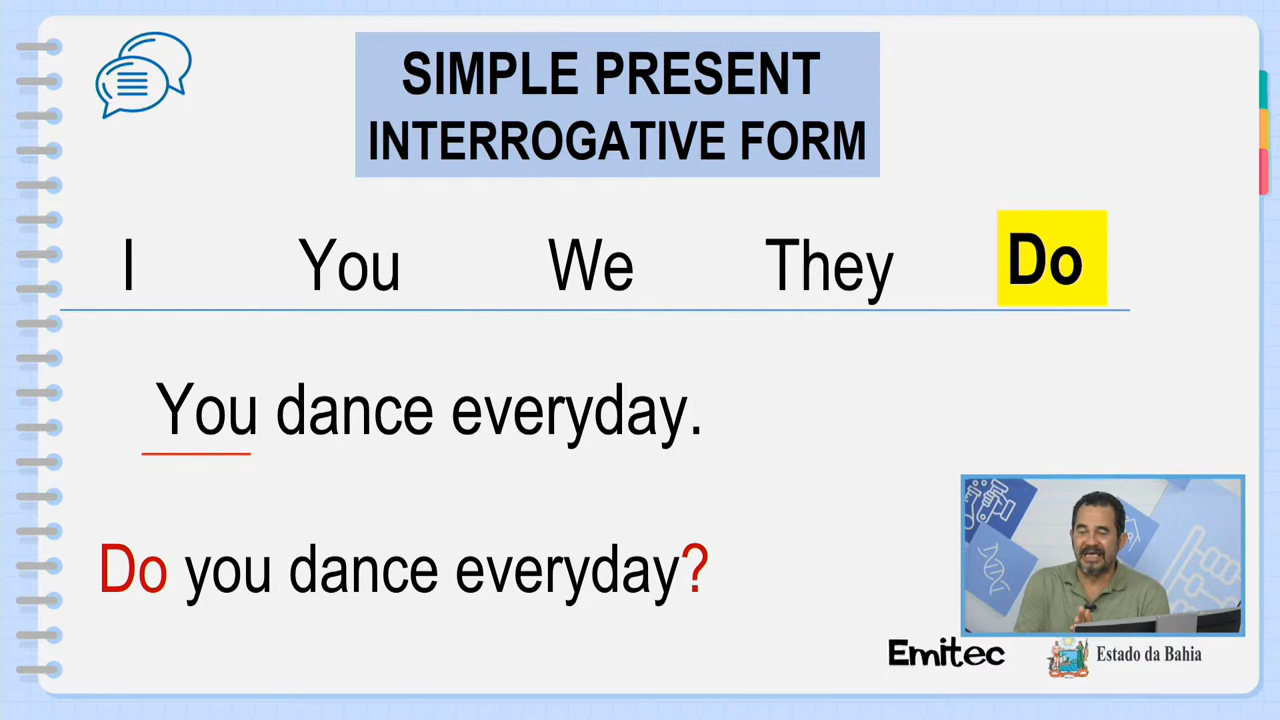 SIMPLE PRESENT
INTERROGATIVE FORM
I You We They Do
You dance everyday.
Do you dance everyday?
Emitec Estado da Bahia